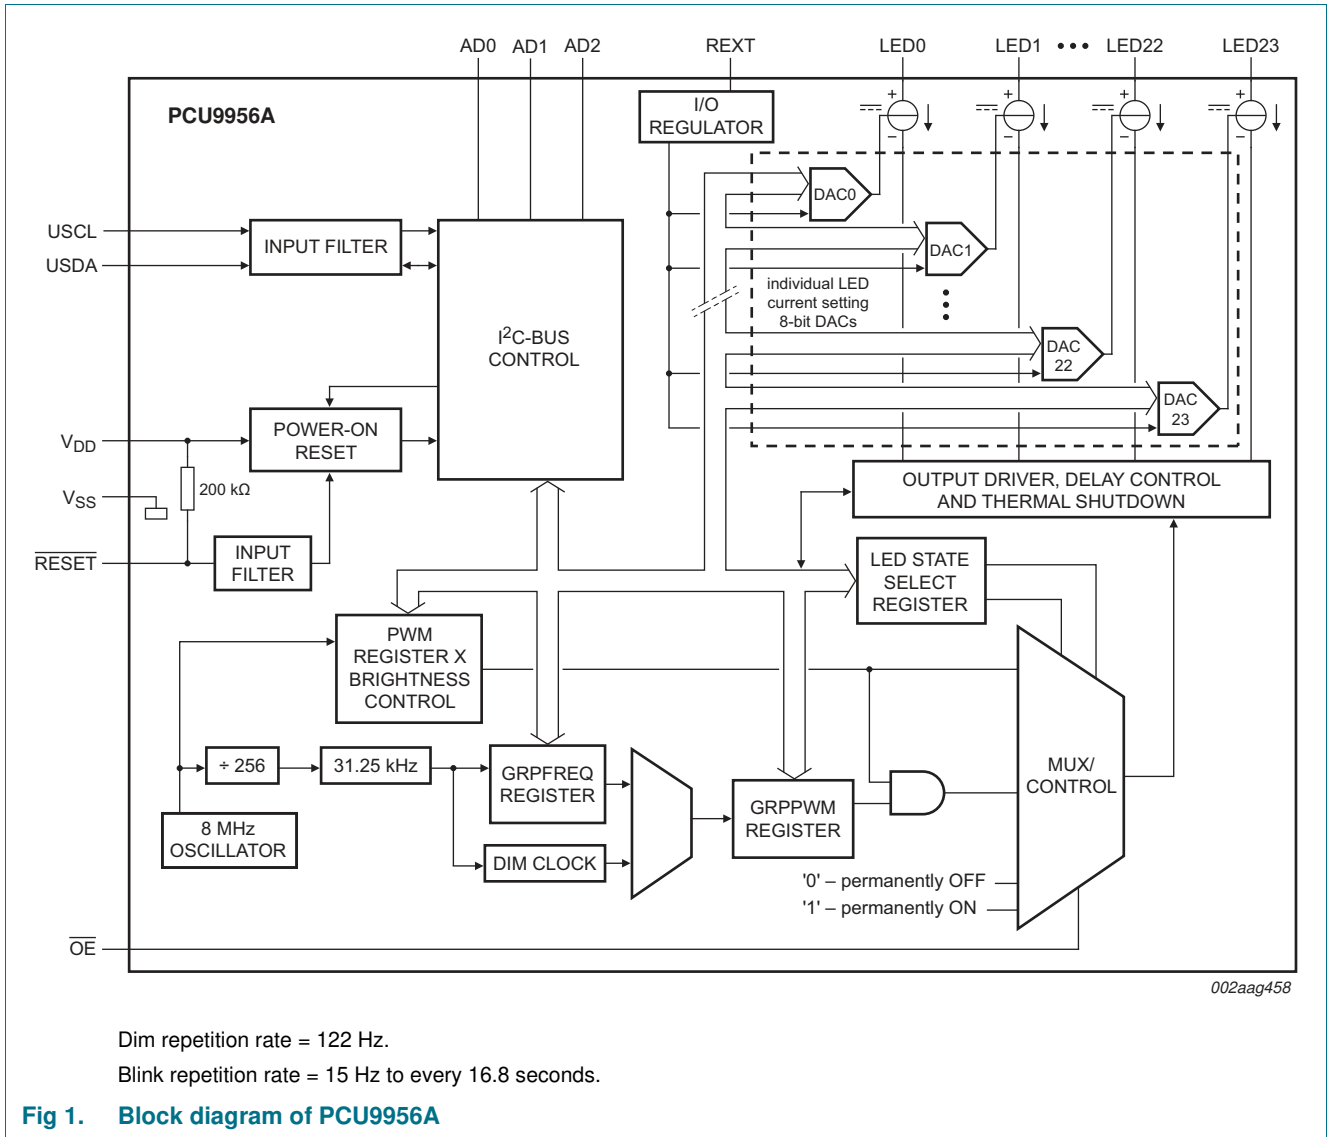 AD0 AD1 AD2 REXT LED0 LED1 ••• LED22 LED23
PCU9956A
I/O
REGULATOR
+ + + +
− − − −
DAC0
DAC1
individual LED
current setting
8-bit DACs
DAC
22
DAC
23
USCL
USDA
INPUT FILTER
I2C-BUS
CONTROL
VDD
POWER-ON
RESET
200 kΩ
VSS
RESET
INPUT
FILTER
OUTPUT DRIVER, DELAY CONTROL
AND THERMAL SHUTDOWN
LED STATE
SELECT
REGISTER
PWM
REGISTER X
BRIGHTNESS
CONTROL
÷ 256
31.25 kHz
GRPFREQ
REGISTER
8 MHz
OSCILLATOR
DIM CLOCK
GRPPWM
REGISTER
MUX/
CONTROL
'0' – permanently OFF
'1' – permanently ON
OE
002aag458
Dim repetition rate = 122 Hz.
Blink repetition rate = 15 Hz to every 16.8 seconds.
Fig 1. Block diagram of PCU9956A